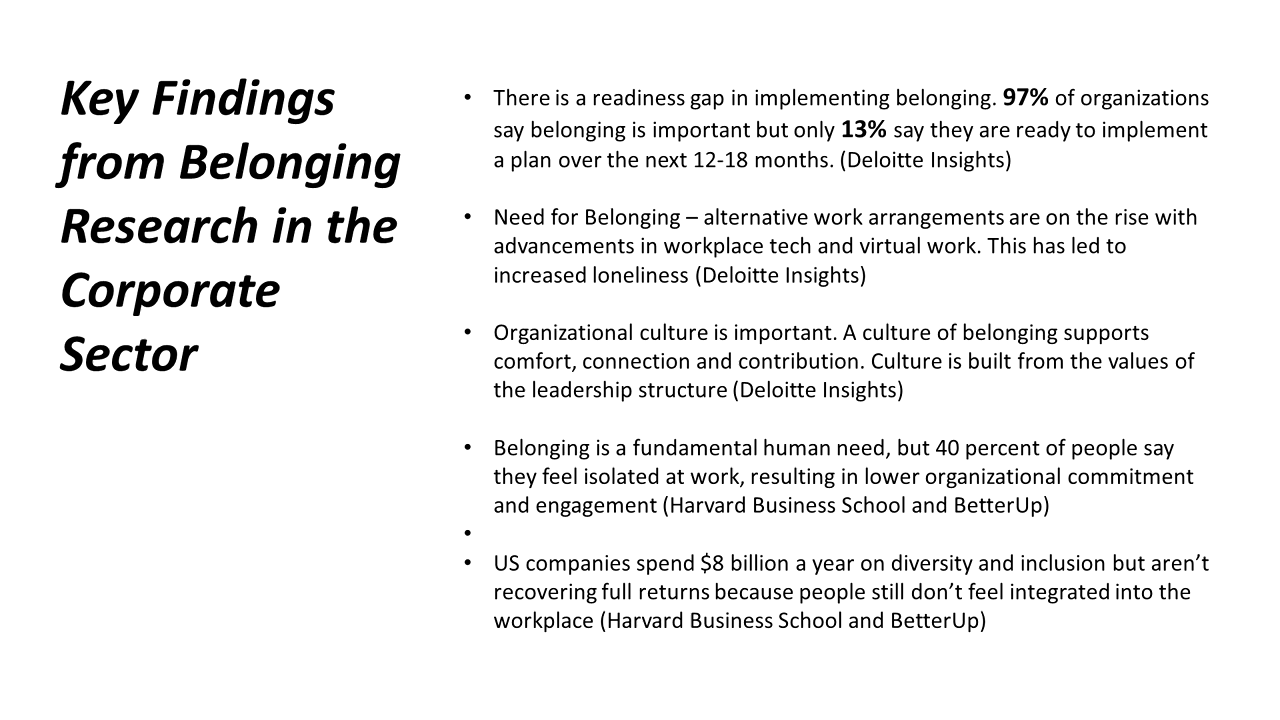 Key Findings
from Belonging
Research in the
Corporate
Sector
• There is a readiness gap in implementing belonging. 97% of organizations
say belonging is important but only 13% say they are ready to implement
a plan over the next 12-18 months. (Deloitte Insights)
• Need for Belonging – alternative work arrangements are on the rise with
advancements in workplace tech and virtual work. This has led to
increased loneliness (Deloitte Insights)
• Organizational culture is important. A culture of belonging supports
comfort, connection and contribution. Culture is built from the values of
the leadership structure (Deloitte Insights)
• Belonging is a fundamental human need, but 40 percent of people say
they feel isolated at work, resulting in lower organizational commitment
and engagement (Harvard Business School and BetterUp)
•
• US companies spend $8 billion a year on diversity and inclusion but aren’t
recovering full returns because people still don’t feel integrated into the
workplace (Harvard Business School and BetterUp)